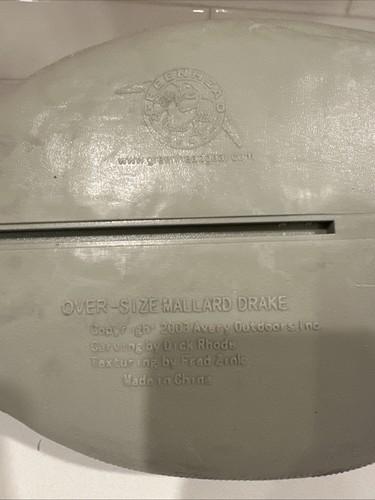 GREENHEAD
www.greenheadgear.com
OVER-SIZE MALLARD DRAKE
Copyright 2003 Avery Outdoors, Inc
Carving by Dick Rhode
Texturing by Fred Zink
Made in China